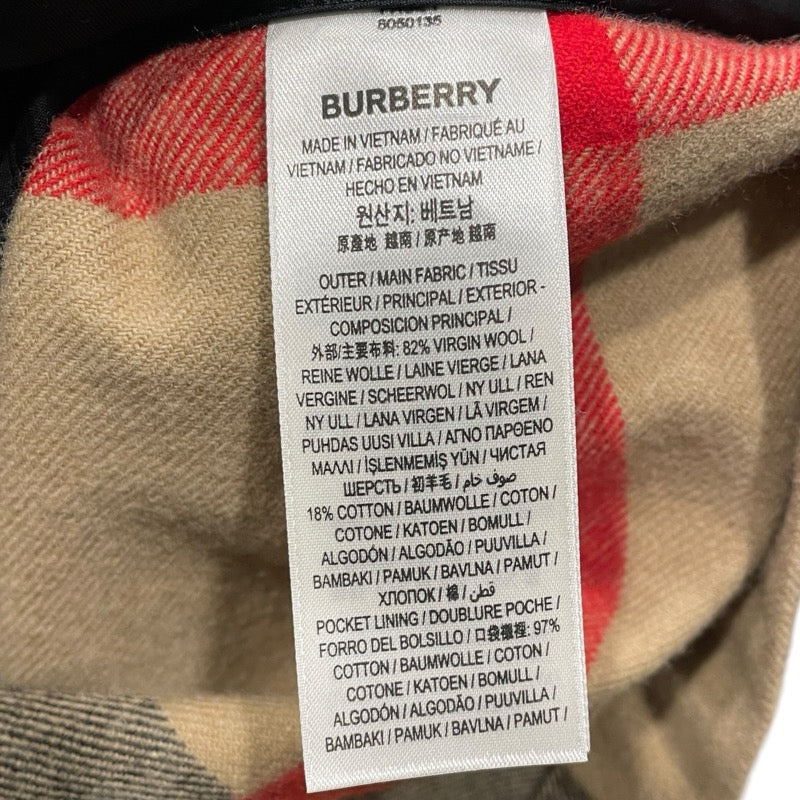 8050135
BURBERRY
MADE IN VIETNAM / FABRIQUÉ AU
VIETNAM / FABRICADO NO VIETNAME /
HECHO EN VIETNAM
원산지: 베트남
原產地 越南 / 原产地 越南
OUTER / MAIN FABRIC / TISSU
EXTÉRIEUR / PRINCIPAL / EXTERIOR -
COMPOSICION PRINCIPAL /
外部/主要布料: 82% VIRGIN WOOL /
REINE WOLLE / LAINE VIERGE / LANA
VERGINE / SCHEERWOL / NY ULL / REN
NY ULL / LANA VIRGEN / LÃ VIRGEM /
PUHDAS UUSI VILLA / ΑΓΝΟ ΠΑΡΘΕΝΟ
ΜΑΛΛΙ / İŞLENMEMİŞ YÜN / ЧИСТАЯ
ШЕРСТЬ / 初羊毛 / صوف خام
18% COTTON / BAUMWOLLE / COTON /
COTONE / KATOEN / BOMULL /
ALGODÓN / ALGODÃO / PUUVILLA /
BAMBAKI / PAMUK / BAVLNA / PAMUT /
ХЛОПОК / 棉 / قطن
POCKET LINING / DOUBLURE POCHE /
FORRO DEL BOLSILLO / 口袋襯裡: 97%
COTTON / BAUMWOLLE / COTON /
COTONE / KATOEN / BOMULL /
ALGODÓN / ALGODÃO / PUUVILLA /
BAMBAKI / PAMUK / BAVLNA / PAMUT /